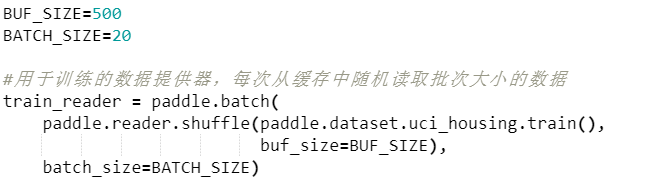 BUF_SIZE=500
BATCH_SIZE=20
#用于训练的数据提供器，每次从缓存中随机读取批次大小的数据
train_reader = paddle.batch(
    paddle.reader.shuffle(paddle.dataset.uci_housing.train(),
                          buf_size=BUF_SIZE),
    batch_size=BATCH_SIZE)